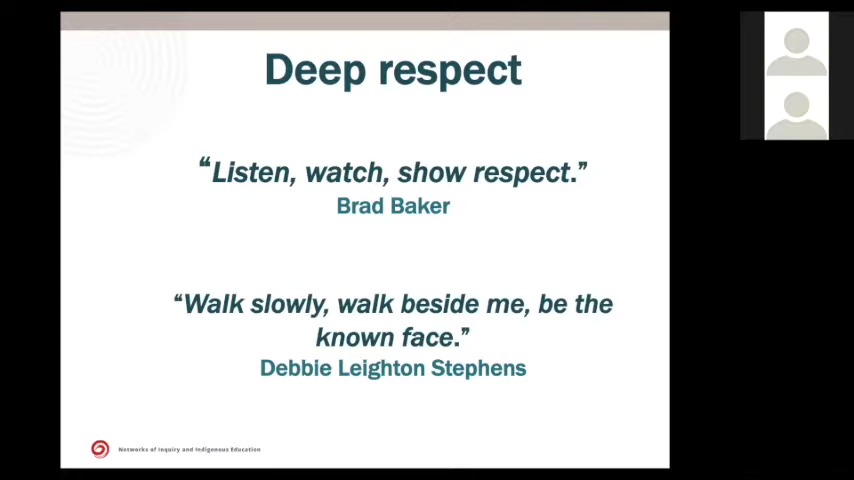 Deep respect
“Listen, watch, show respect.”
Brad Baker
“Walk slowly, walk beside me, be the
known face.”
Debbie Leighton Stephens
Networks of Inquiry and Indigenous Education